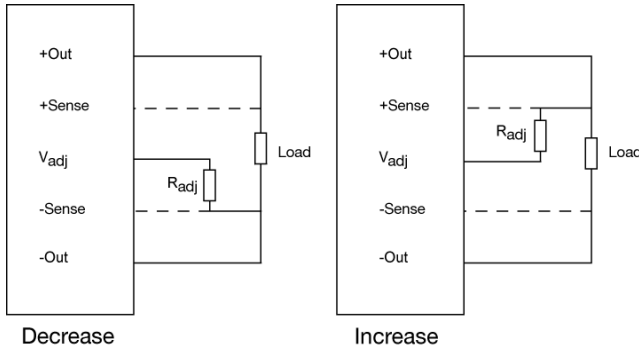 +Out
+Sense
Vadj
Radj
Load
-Sense
-Out
Decrease
+Out
+Sense
Radj
Vadj
Load
-Sense
-Out
Increase